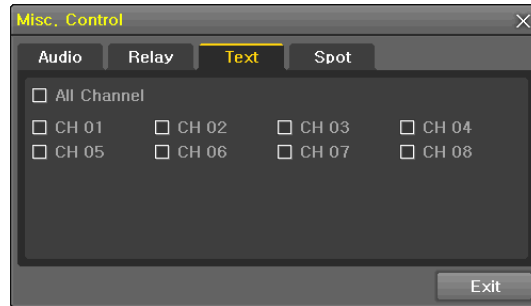 Misc. Control
Audio Relay Text Spot
All Channel
CH 01 CH 02 CH 03 CH 04
CH 05 CH 06 CH 07 CH 08
Exit